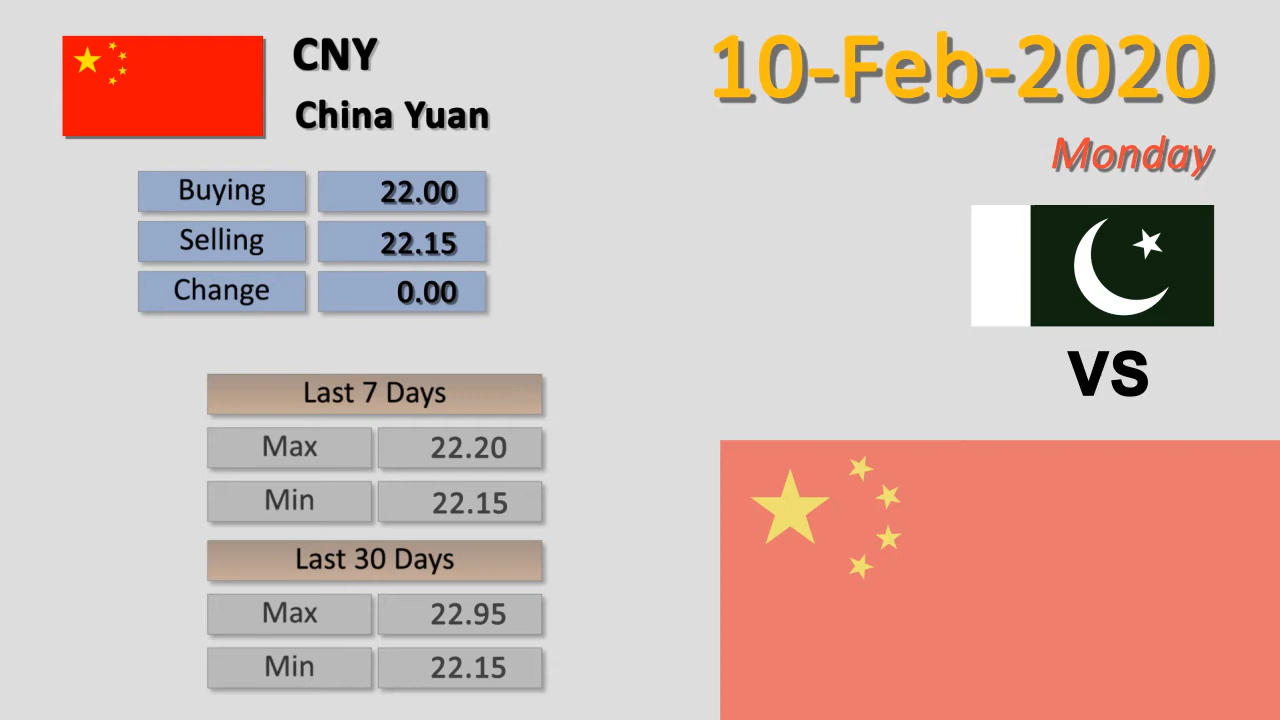 CNY
China Yuan
10-Feb-2020
Monday
Buying 22.00
Selling 22.15
Change 0.00
VS
Last 7 Days
Max 22.20
Min 22.15
Last 30 Days
Max 22.95
Min 22.15